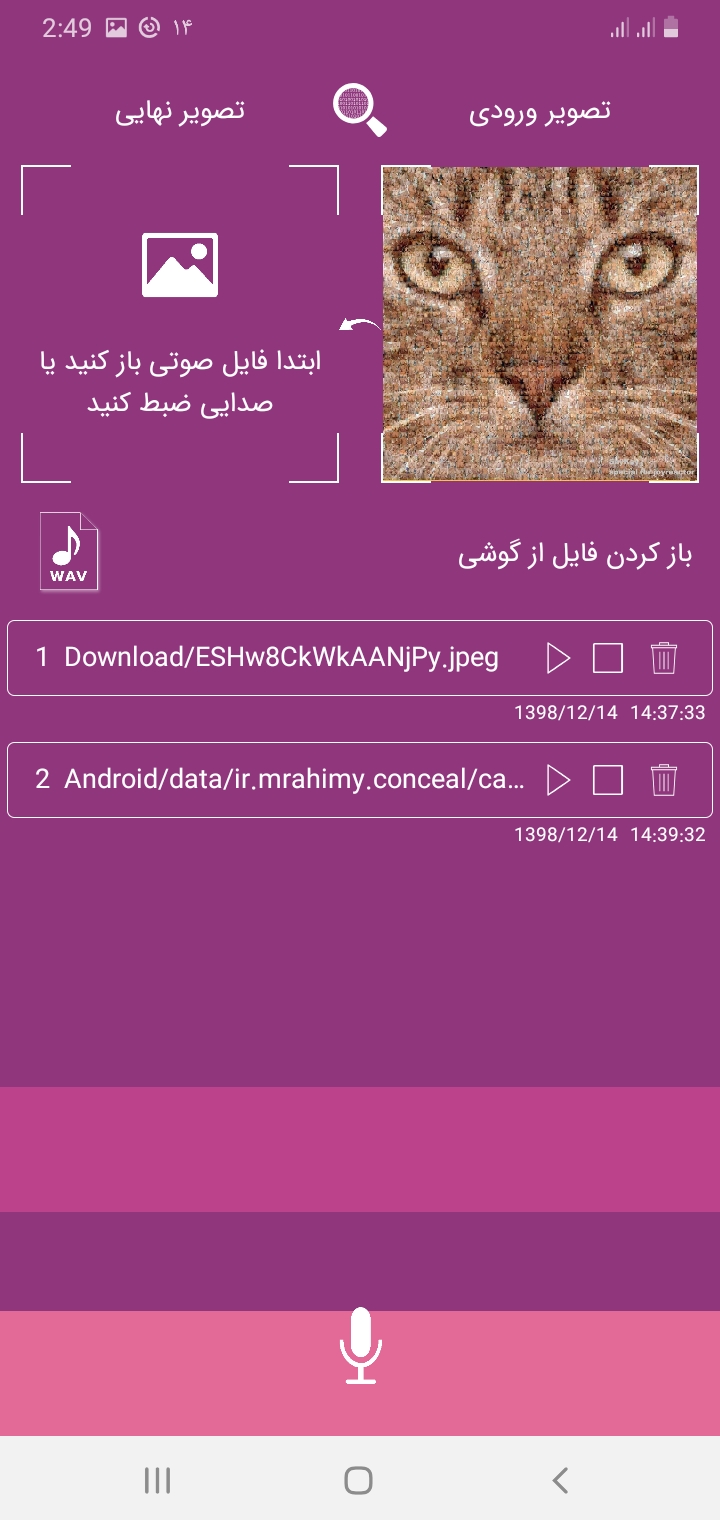 2:49 ۱۴
تصویر ورودی
تصویر نهایی
ابتدا فایل صوتی باز کنید یا
صدایی ضبط کنید
باز کردن فایل از گوشی
WAV
1 Download/ESHw8CkWkAANjPy.jpeg
1398/12/14 14:37:33
2 Android/data/ir.mrahimy.conceal/ca...
1398/12/14 14:39:32